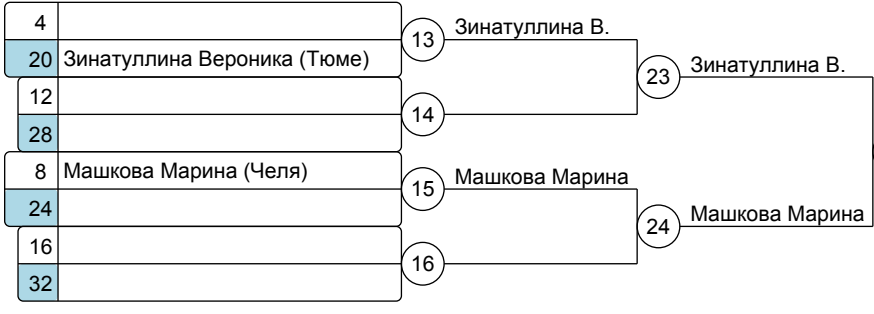 4
13 Зинатуллина В.
20 Зинатуллина Вероника (Тюме)
23 Зинатуллина В.
12
14
28
8 Машкова Марина (Челя)
15 Машкова Марина
24
24 Машкова Марина
16
16
32